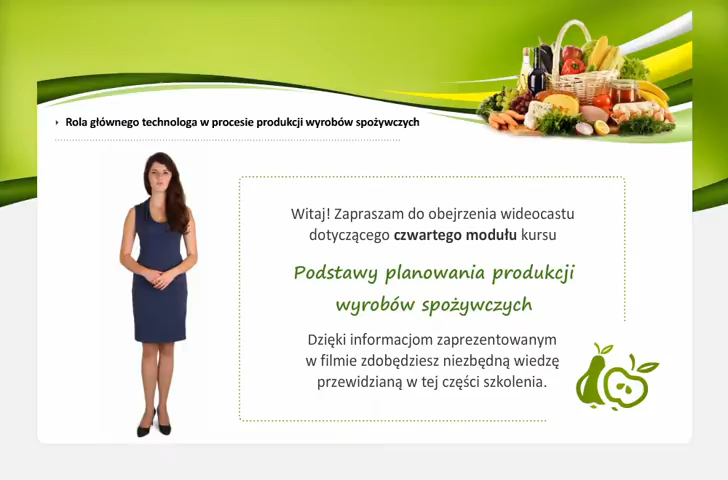 Rola głównego technologa w procesie produkcji wyrobów spożywczych
Witaj! Zapraszam do obejrzenia wideocastu
dotyczącego czwartego modułu kursu
Podstawy planowania produkcji
wyrobów spożywczych
Dzięki informacjom zaprezentowanym
w filmie zdobędziesz niezbędną wiedzę
przewidzianą w tej części szkolenia.